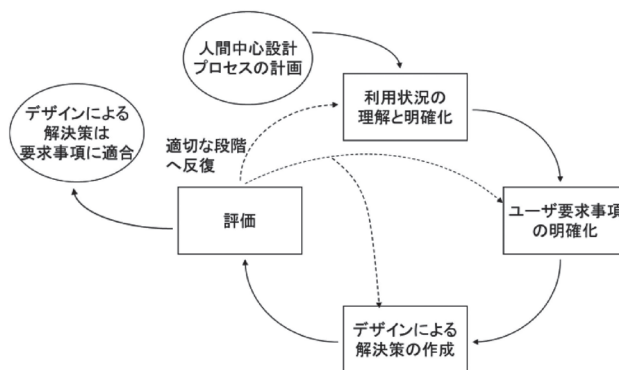 人間中心設計
プロセスの計画
利用状況の
理解と明確化
デザインによる
解決策は
要求事項に適合
適切な段階
へ反復
評価
ユーザ要求事項
の明確化
デザインによる
解決策の作成